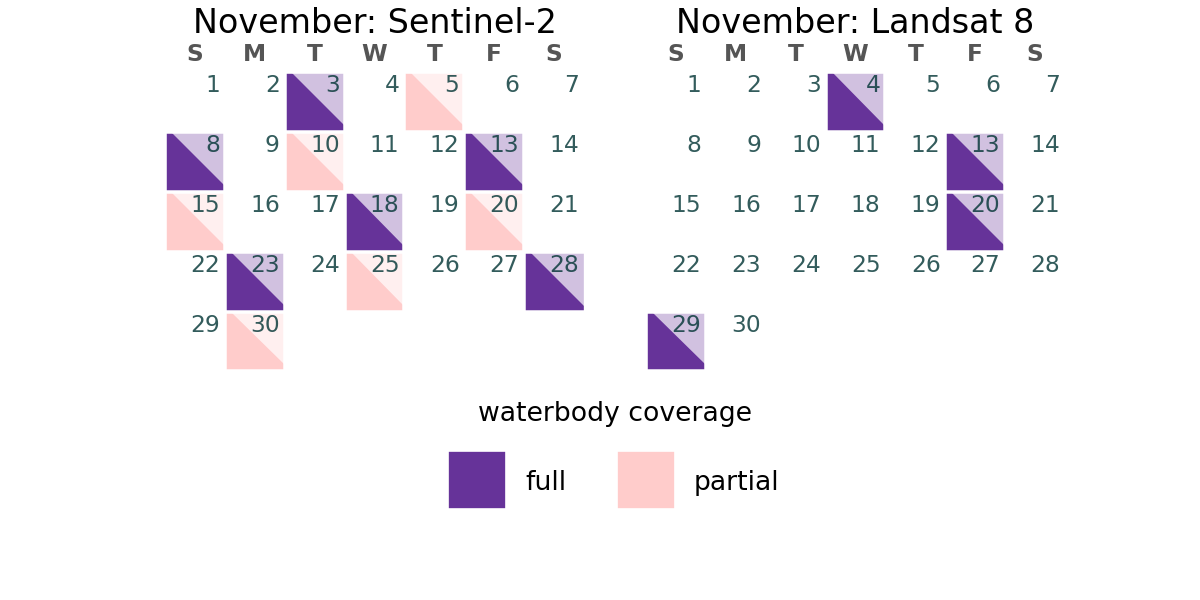 November: Sentinel-2
S M T W T F S
1 2 3 4 5 6 7
8 9 10 11 12 13 14
15 16 17 18 19 20 21
22 23 24 25 26 27 28
29 30
November: Landsat 8
S M T W T F S
1 2 3 4 5 6 7
8 9 10 11 12 13 14
15 16 17 18 19 20 21
22 23 24 25 26 27 28
29 30
waterbody coverage
full
partial